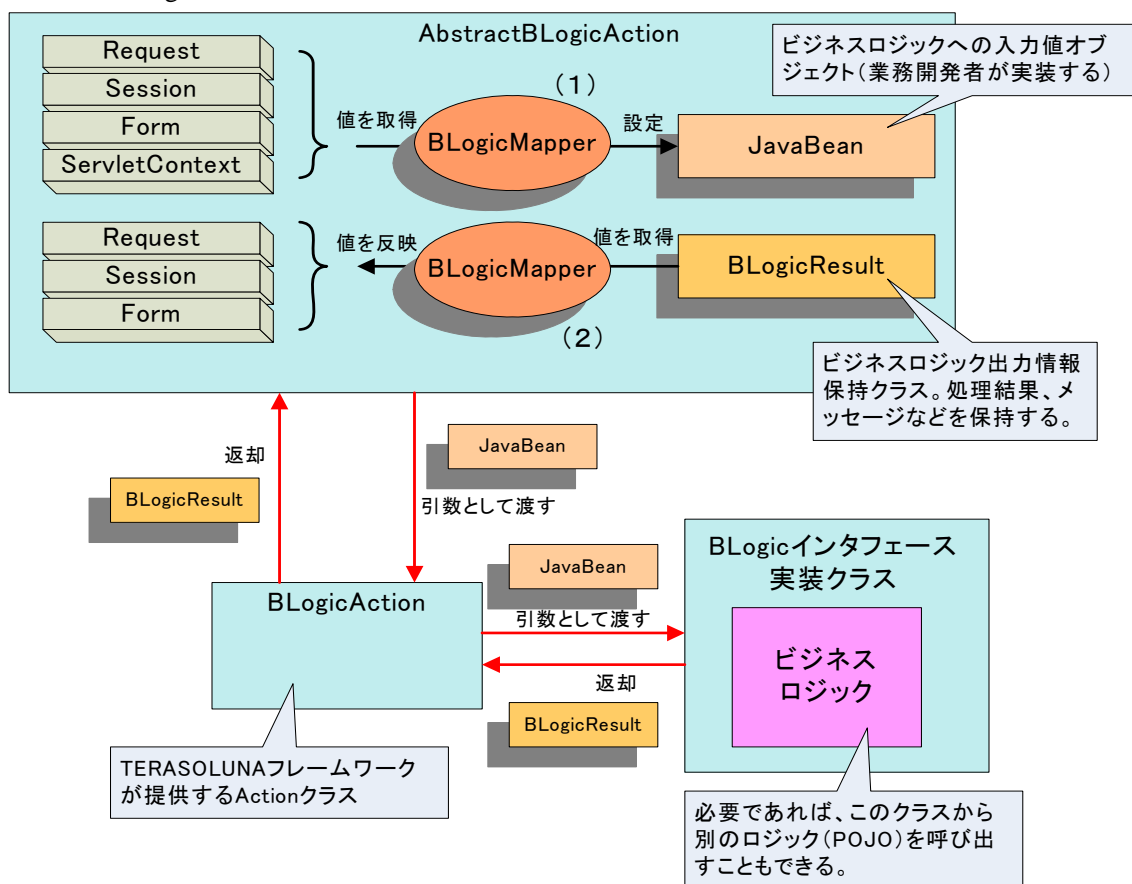 AbstractBLogicAction
Request
Session
Form
ServletContext
値を取得
(1)
BLogicMapper
設定
JavaBean
ビジネスロジックへの入力値オブ
ジェクト(業務開発者が実装する)
Request
Session
Form
値を反映
BLogicMapper
(2)
値を取得
BLogicResult
ビジネスロジック出力情報
保持クラス。処理結果、メ
ッセージなどを保持する。
返却
BLogicResult
JavaBean
引数として渡す
BLogicAction
JavaBean
引数として渡す
返却
BLogicResult
BLogicインタフェース
実装クラス
ビジネス
ロジック
TERASOLUNAフレームワーク
が提供するActionクラス
必要であれば、このクラスから
別のロジック(POJO)を呼び出
すこともできる。